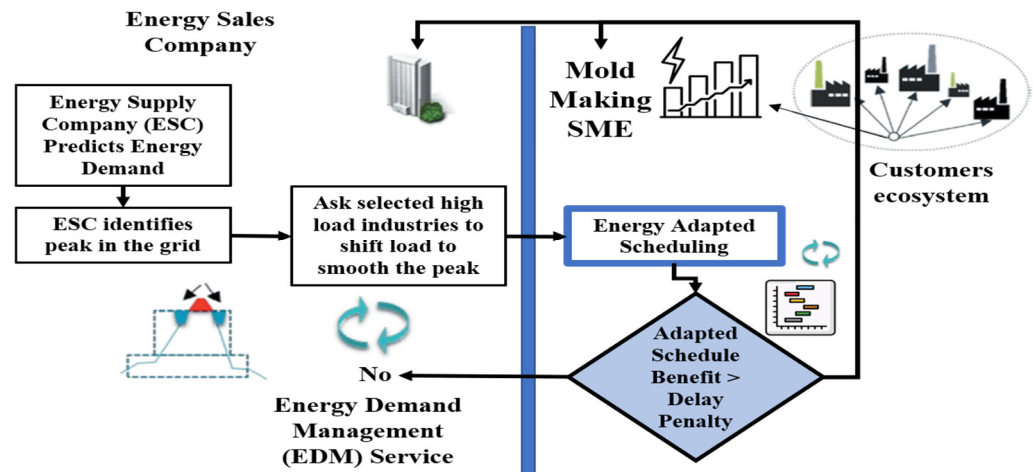 Energy Sales
Company
Energy Supply
Company (ESC)
Predicts Energy
Demand
ESC identifies
peak in the grid
Ask selected high
load industries to
shift load to
smooth the peak
No
Energy Demand
Management
(EDM) Service
Mold
Making
SME
Customers
ecosystem
Energy Adapted
Scheduling
Adapted
Schedule
Benefit >
Delay
Penalty